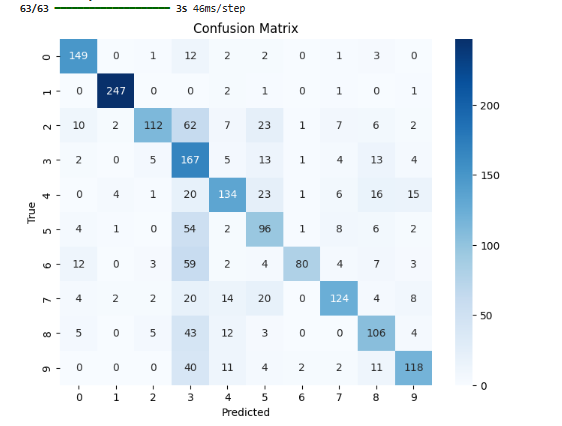 63/63 3s 46ms/step
Confusion Matrix
0 149 0 1 12 2 2 0 1 3 0
1 0 247 0 0 2 1 0 1 0 1
2 10 2 112 62 7 23 1 7 6 2
3 2 0 5 167 5 13 1 4 13 4
4 0 4 1 20 134 23 1 6 16 15
5 4 1 0 54 2 96 1 8 6 2
6 12 0 3 59 2 4 80 4 7 3
7 4 2 2 20 14 20 0 124 4 8
8 5 0 5 43 12 3 0 0 106 4
9 0 0 0 40 11 4 2 2 11 118
0 1 2 3 4 5 6 7 8 9
True
Predicted
200
150
100
50
0